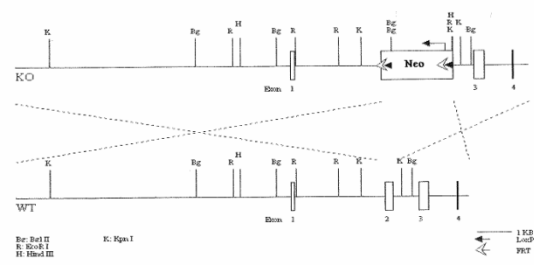 H
Bg R K
K Bg R H Bg R R K Bg Neo K Bg
KO Exon 1 3 4
K Bg R H Bg R R K K Bg
WT Exon 1 2 3 4
Bg: Bgl II K: Kpn I 1 KB
R: EcoR I LoxP
H: Hind III FRT